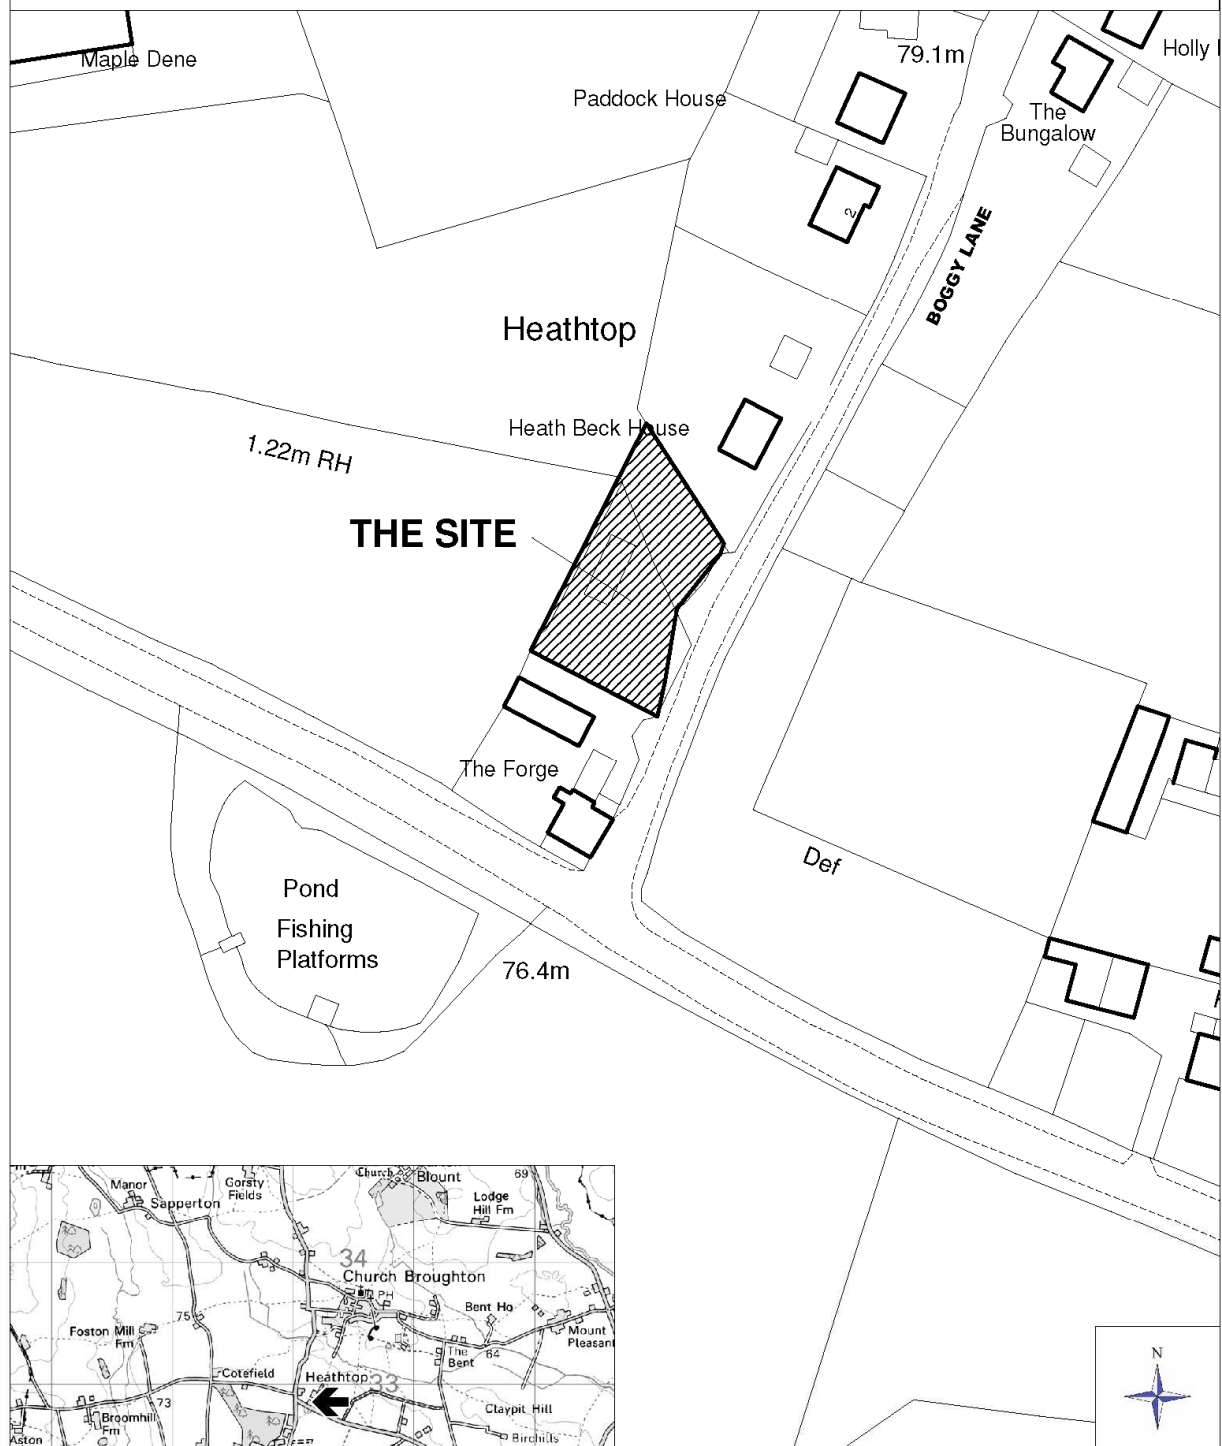 Maple Dene
79.1m
Holly
Paddock House
The
Bungalow
2
BOGGY LANE
Heathtop
Heath Beck House
1.22m RH
THE SITE
The Forge
Def
Pond
Fishing
Platforms
76.4m
Manor
Sapperton
Gorsty
Fields
Church
Blount
69
Lodge
Hill Fm
34
Church Broughton
PH
Bent Ho
75
Foston Mill
Fm
Mount
Pleasant
The
Bent
64
Cotefield
Heathtop
33
73
Broomhill
Fm
Claypit Hill
Aston
Birchills
N